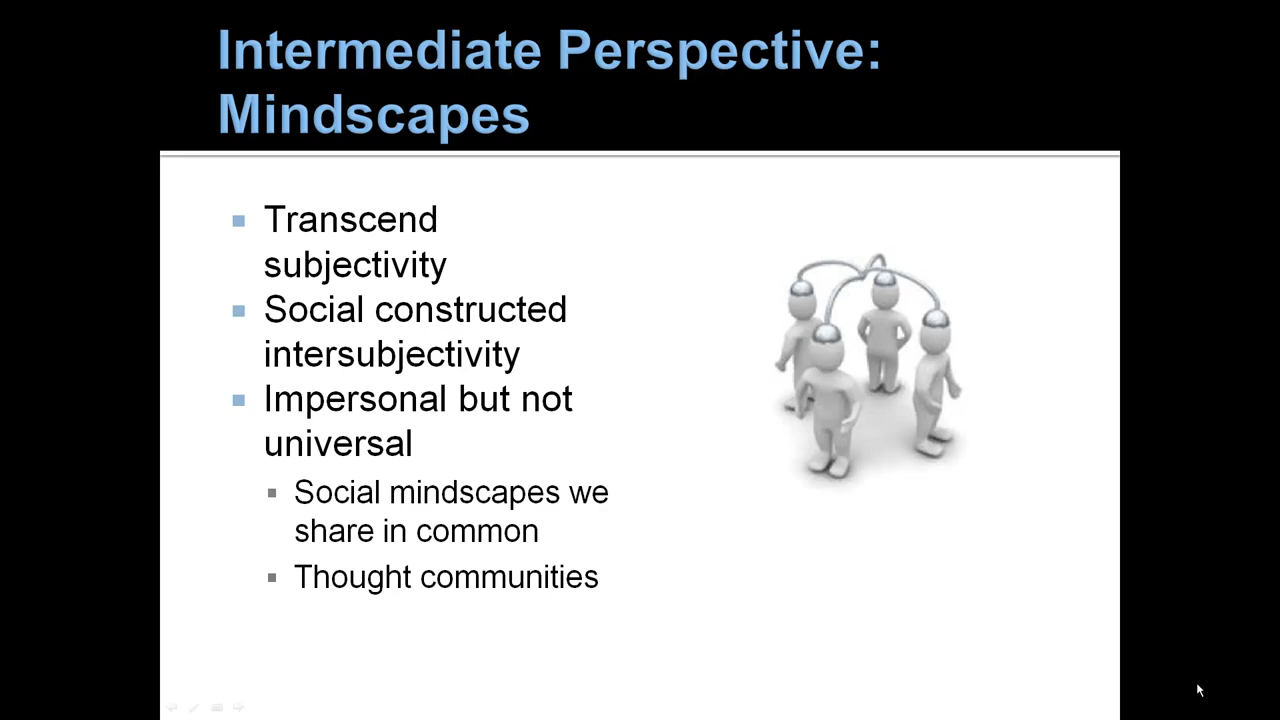 Intermediate Perspective:
Mindscapes
Transcend
subjectivity
Social constructed
intersubjectivity
Impersonal but not
universal
Social mindscapes we
share in common
Thought communities